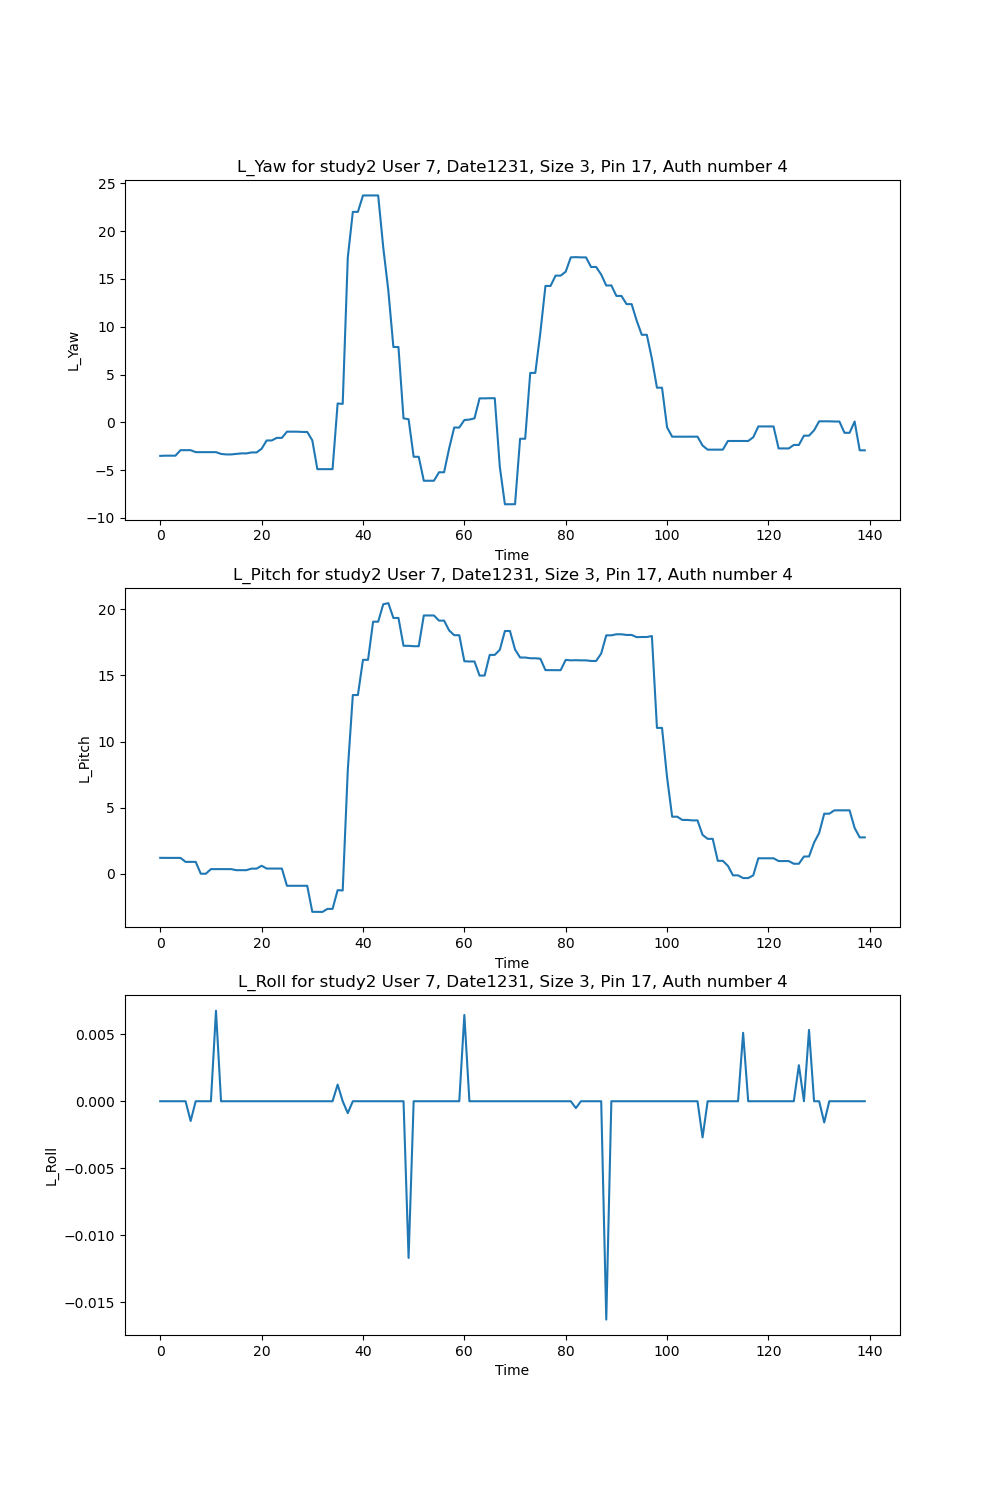 L_Yaw for study2 User 7, Date1231, Size 3, Pin 17, Auth number 4
25
20
15
10
5
0
−5
−10
L_Yaw
0 20 40 60 80 100 120 140
Time
L_Pitch for study2 User 7, Date1231, Size 3, Pin 17, Auth number 4
20
15
10
5
0
L_Pitch
0 20 40 60 80 100 120 140
Time
L_Roll for study2 User 7, Date1231, Size 3, Pin 17, Auth number 4
0.005
0.000
−0.005
−0.010
−0.015
L_Roll
0 20 40 60 80 100 120 140
Time